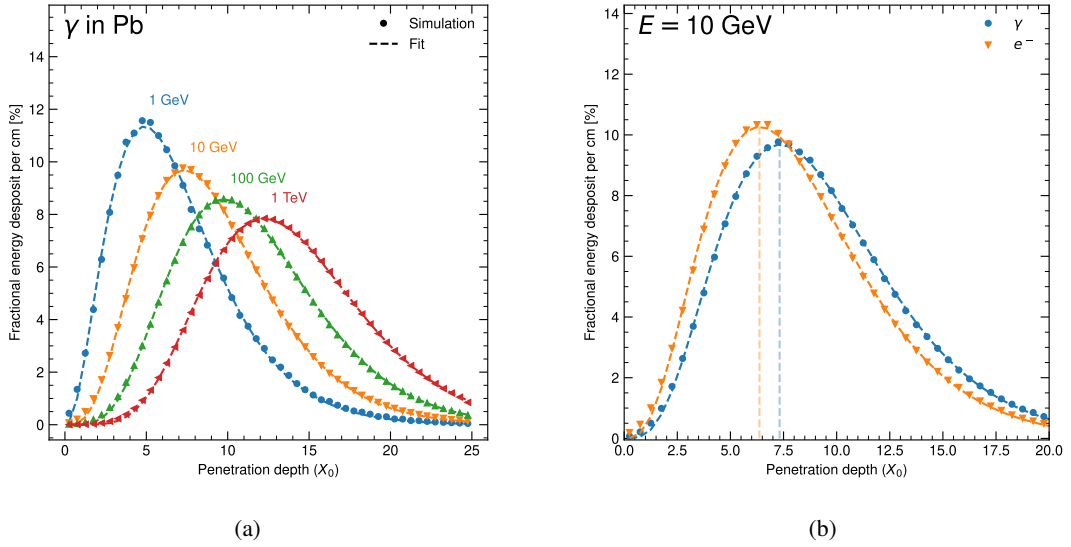 γ in Pb
Simulation
Fit
1 GeV
10 GeV
100 GeV
1 TeV
14
12
10
8
6
4
2
0
Fractional energy desposit per cm [%]
0 5 10 15 20 25
Penetration depth (X₀)
(a)
E = 10 GeV
γ
e⁻
14
12
10
8
6
4
2
0
Fractional energy desposit per cm [%]
0.0 2.5 5.0 7.5 10.0 12.5 15.0 17.5 20.0
Penetration depth (X₀)
(b)